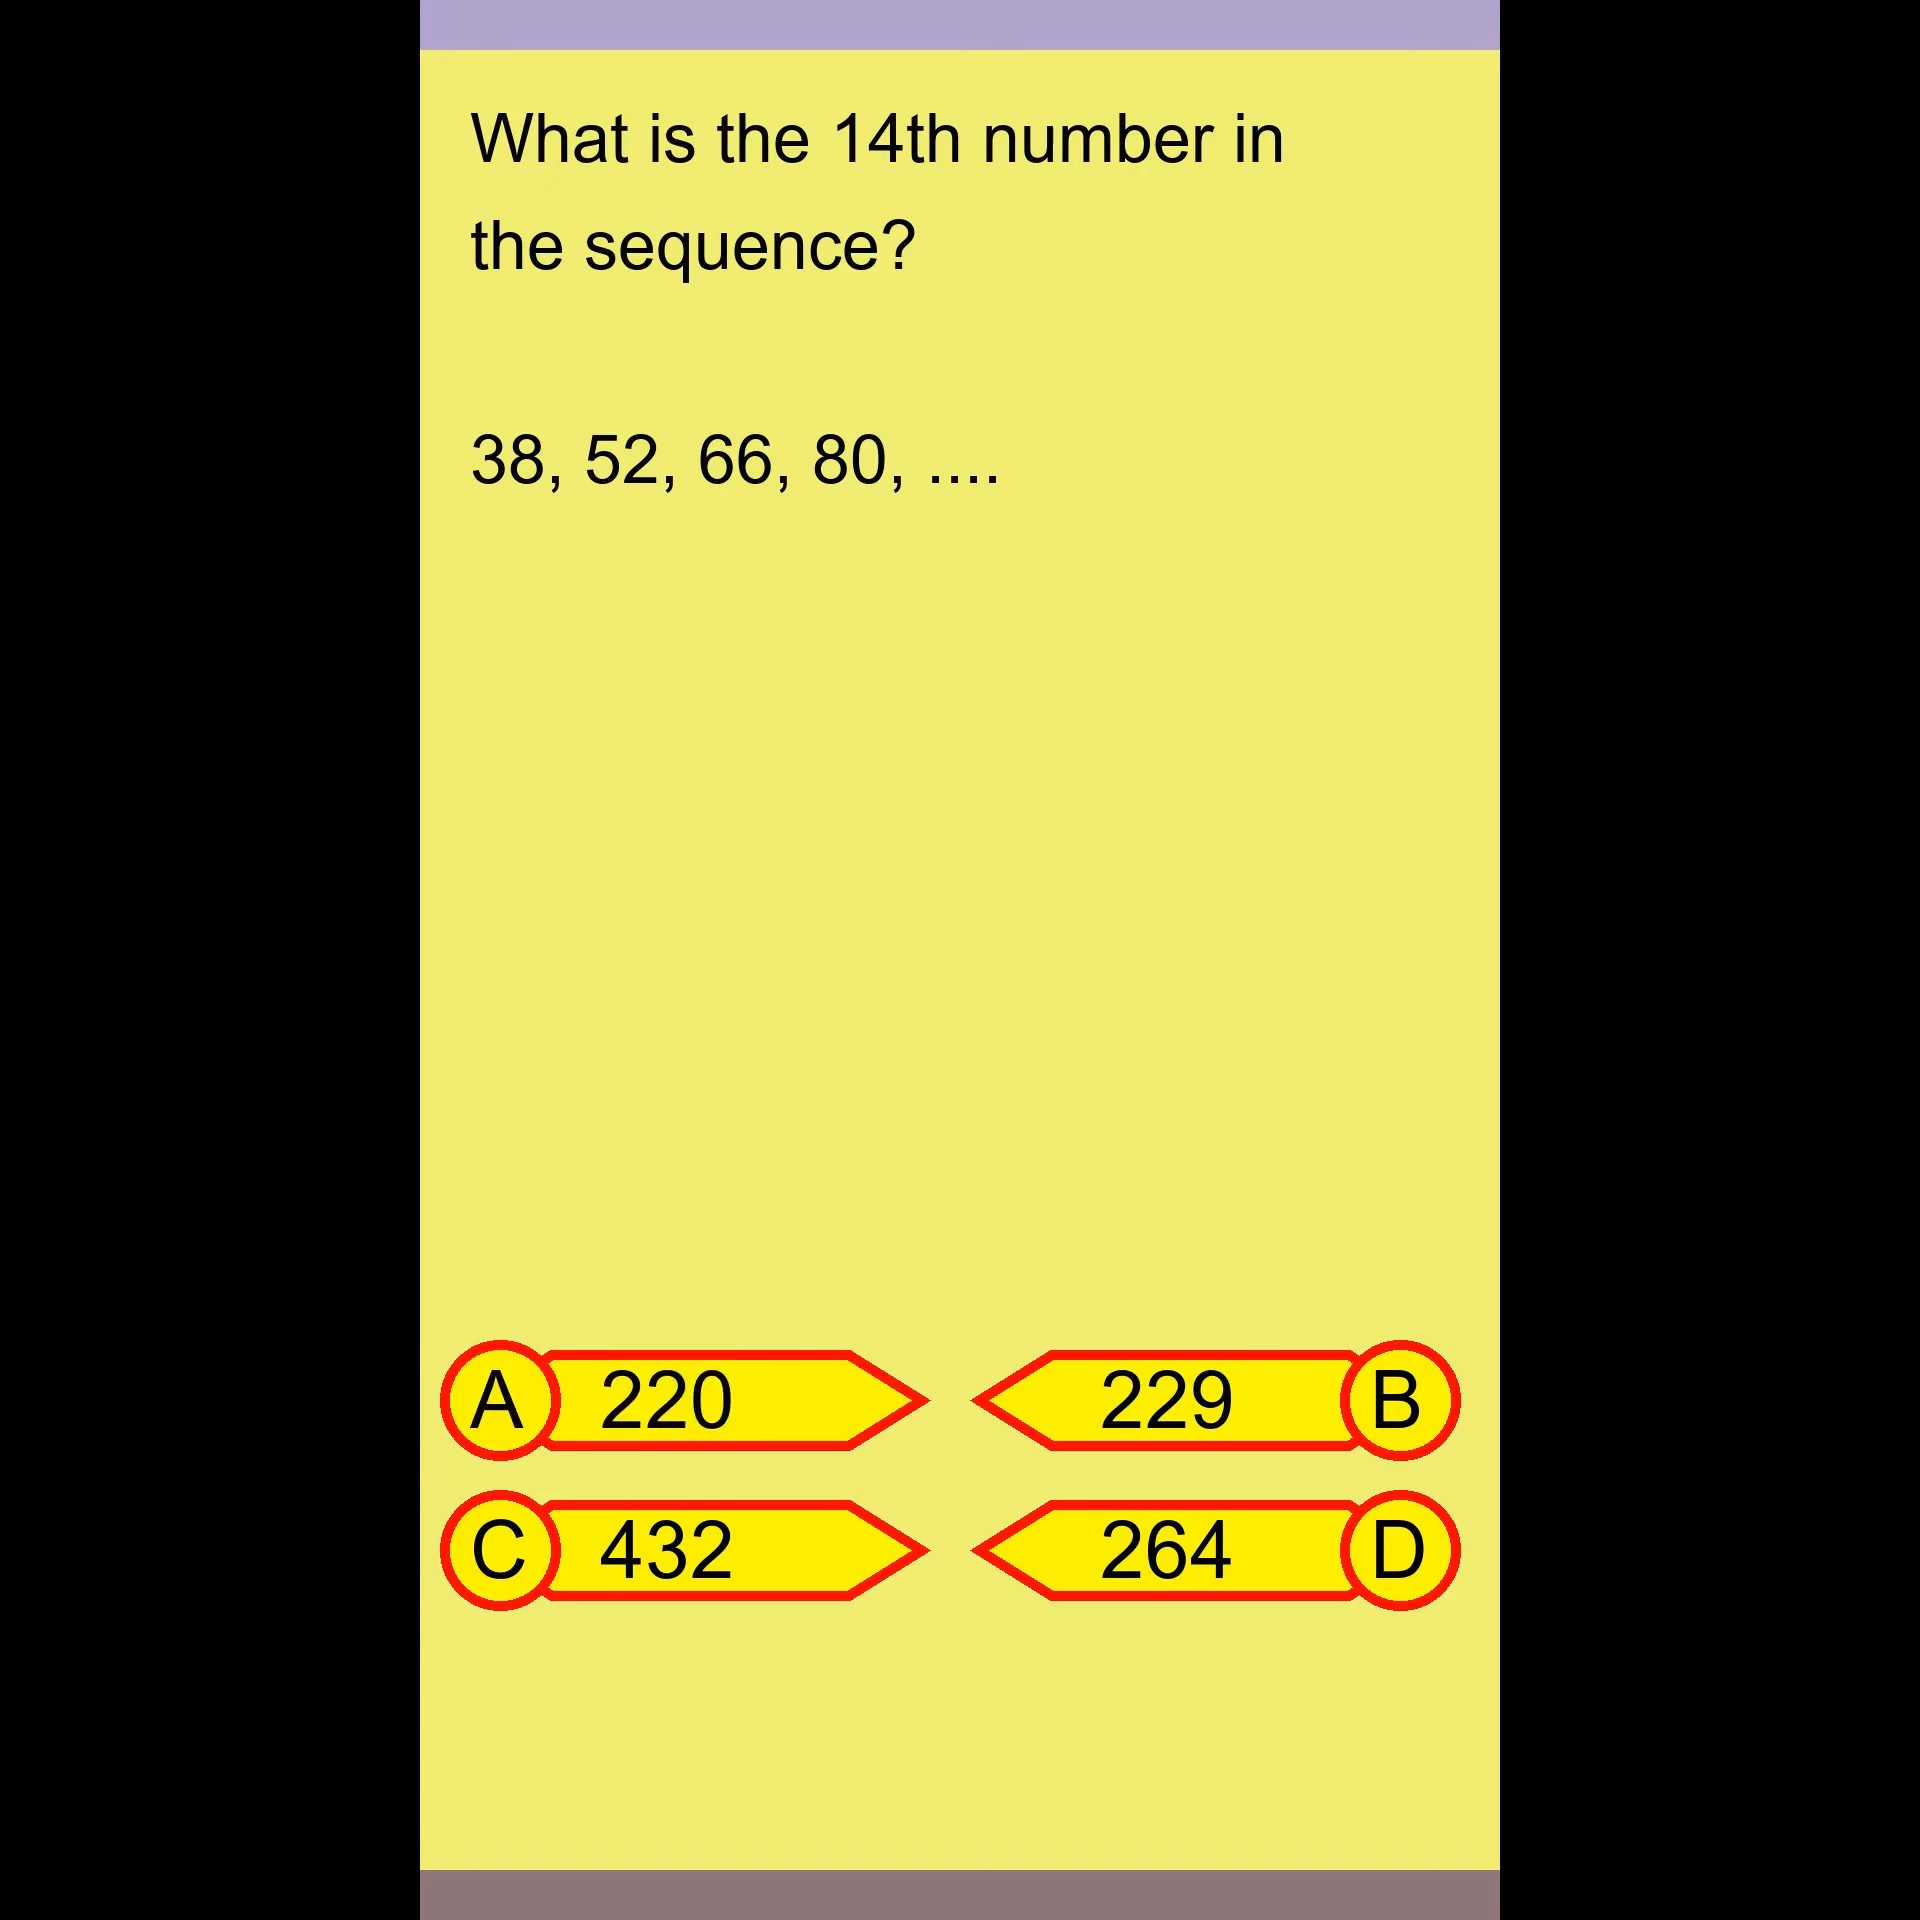 What is the 14th number in
the sequence?
38, 52, 66, 80, ....
A 220
229 B
C 432
264 D